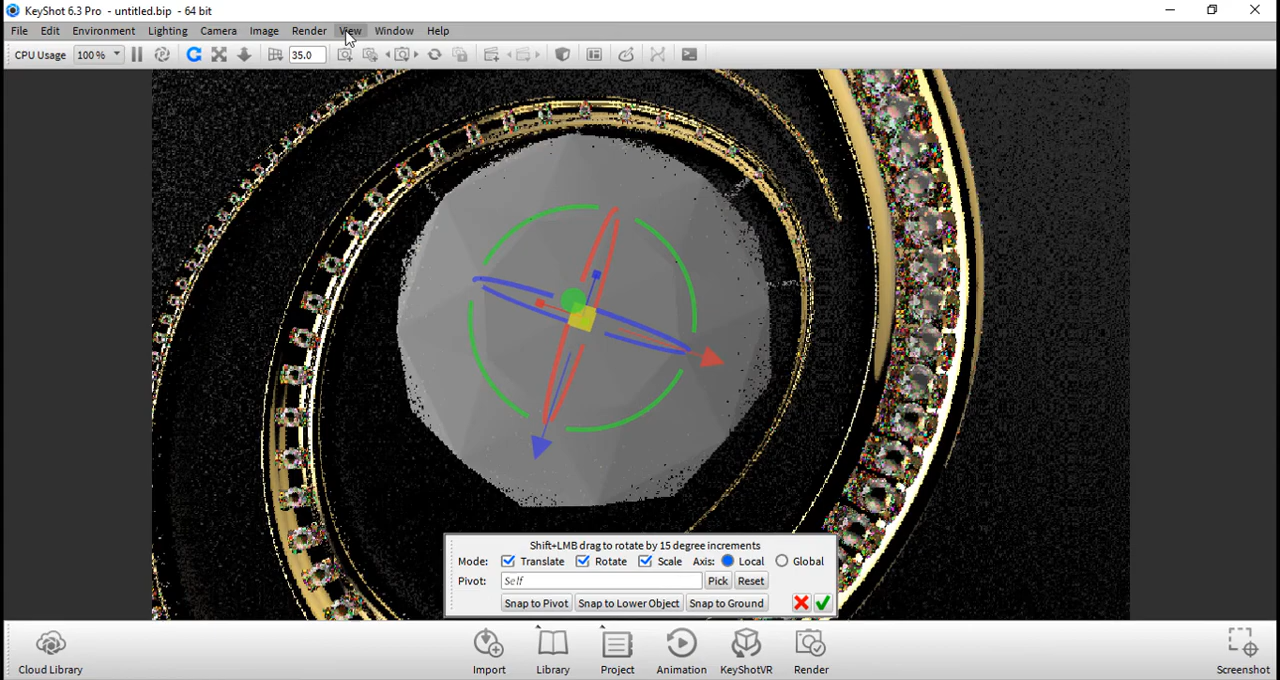 KeyShot 6.3 Pro - untitled.bip - 64 bit
File Edit Environment Lighting Camera Image Render View Window Help
CPU Usage 100% 35.0
Shift+LMB drag to rotate by 15 degree increments
Mode: Translate Rotate Scale Axis: Local Global
Pivot: Self Pick Reset
Snap to Pivot Snap to Lower Object Snap to Ground
Cloud Library Import Library Project Animation KeyShotVR Render Screenshot